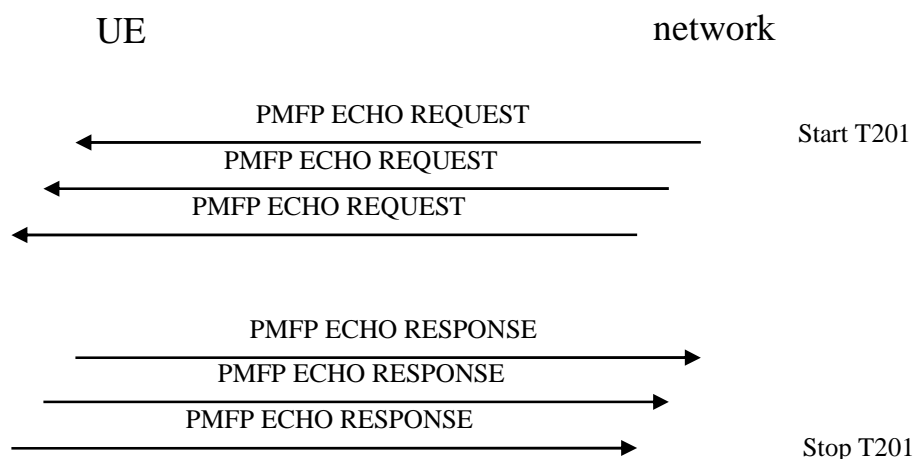 UE
network
PMFP ECHO REQUEST
Start T201
PMFP ECHO REQUEST
PMFP ECHO REQUEST
PMFP ECHO RESPONSE
PMFP ECHO RESPONSE
PMFP ECHO RESPONSE
Stop T201